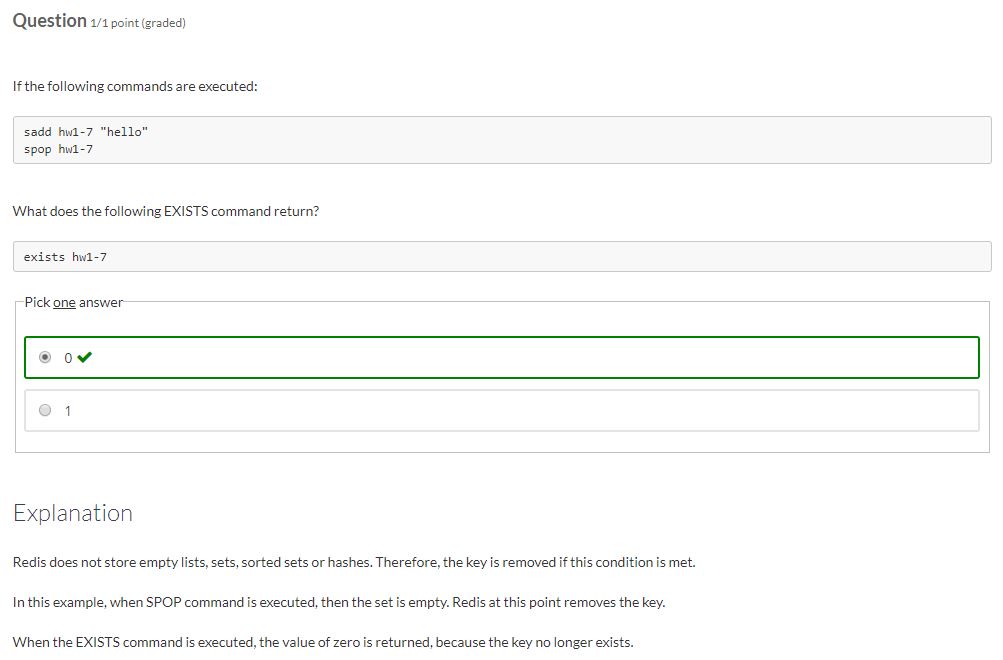 Question 1/1 point (graded)
If the following commands are executed:
sadd hw1-7 "hello"
spop hw1-7
What does the following EXISTS command return?
exists hw1-7
Pick one answer
0
1
Explanation
Redis does not store empty lists, sets, sorted sets or hashes. Therefore, the key is removed if this condition is met.
In this example, when SPOP command is executed, then the set is empty. Redis at this point removes the key.
When the EXISTS command is executed, the value of zero is returned, because the key no longer exists.